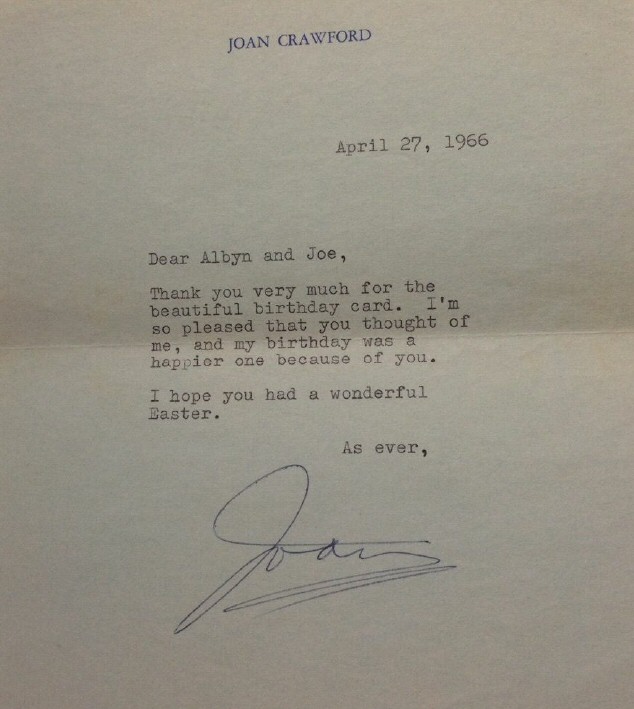 JOAN CRAWFORD
April 27, 1966
Dear Albyn and Joe,
Thank you very much for the
beautiful birthday card.  I'm
so pleased that you thought of
me, and my birthday was a
happier one because of you.
I hope you had a wonderful
Easter.
As ever,
Joan